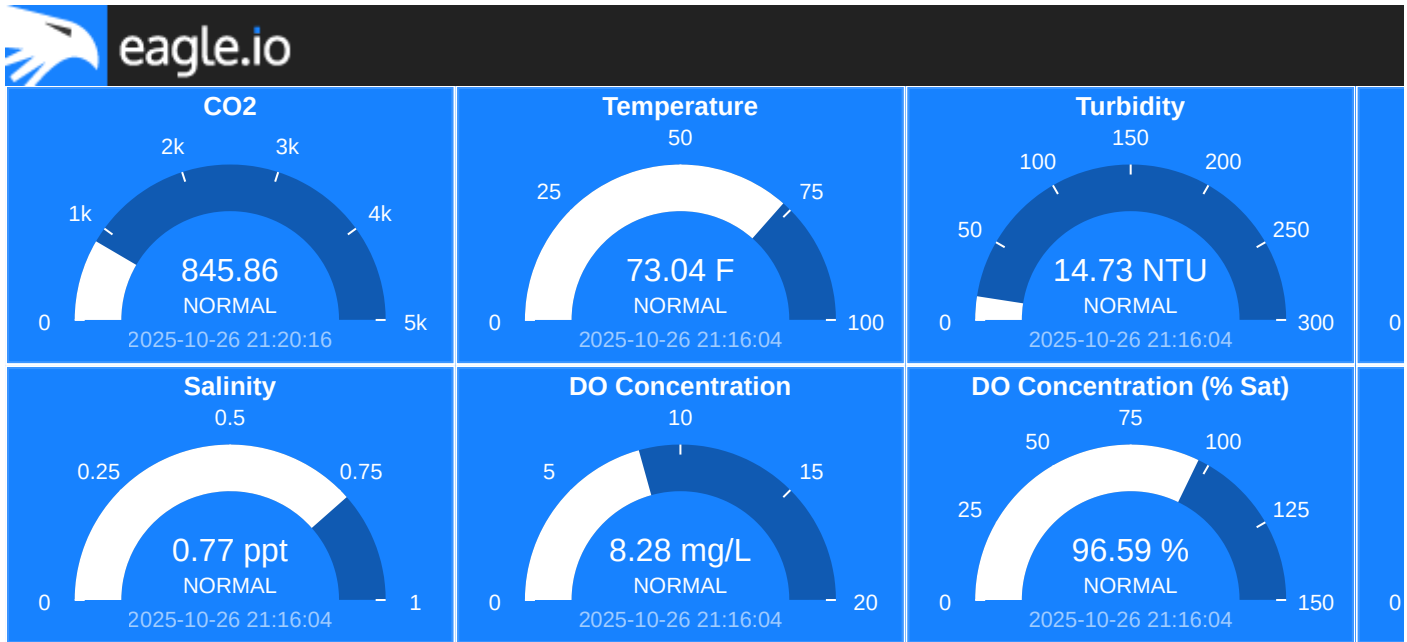 eagle.io
CO2
2k
3k
1k
4k
845.86
NORMAL
0
5k
2025-10-26 21:20:16
Temperature
50
25
75
73.04 F
NORMAL
0
100
2025-10-26 21:16:04
Turbidity
150
100
200
50
250
14.73 NTU
NORMAL
0
300
2025-10-26 21:16:04
0
Salinity
0.5
0.25
0.75
0.77 ppt
NORMAL
0
1
2025-10-26 21:16:04
DO Concentration
10
5
15
8.28 mg/L
NORMAL
0
20
2025-10-26 21:16:04
DO Concentration (% Sat)
75
50
100
25
125
96.59 %
NORMAL
0
150
2025-10-26 21:16:04
0